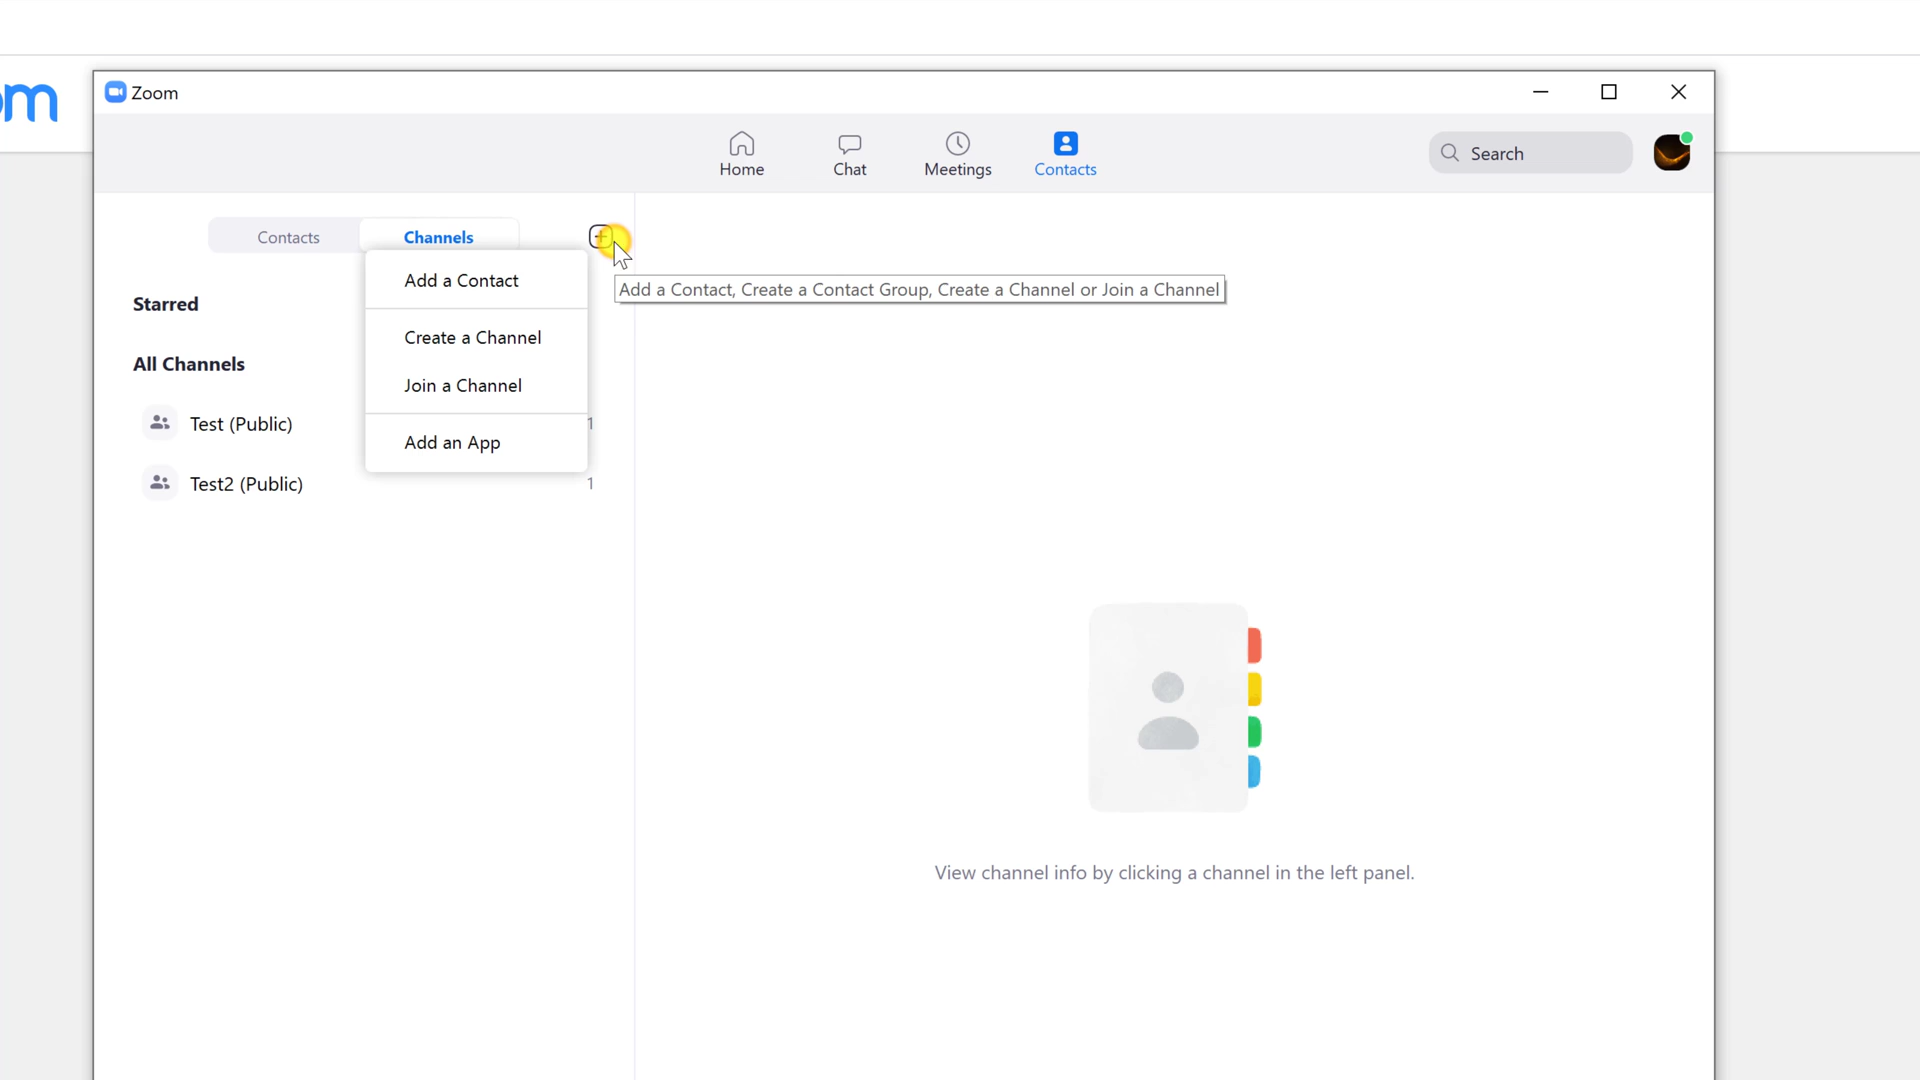 om
Zoom
Home
Chat
Meetings
Contacts
Search
Contacts
Channels
Add a Contact
Add a Contact, Create a Contact Group, Create a Channel or Join a Channel
Starred
Create a Channel
All Channels
Join a Channel
Test (Public)
1
Add an App
Test2 (Public)
1
View channel info by clicking a channel in the left panel.